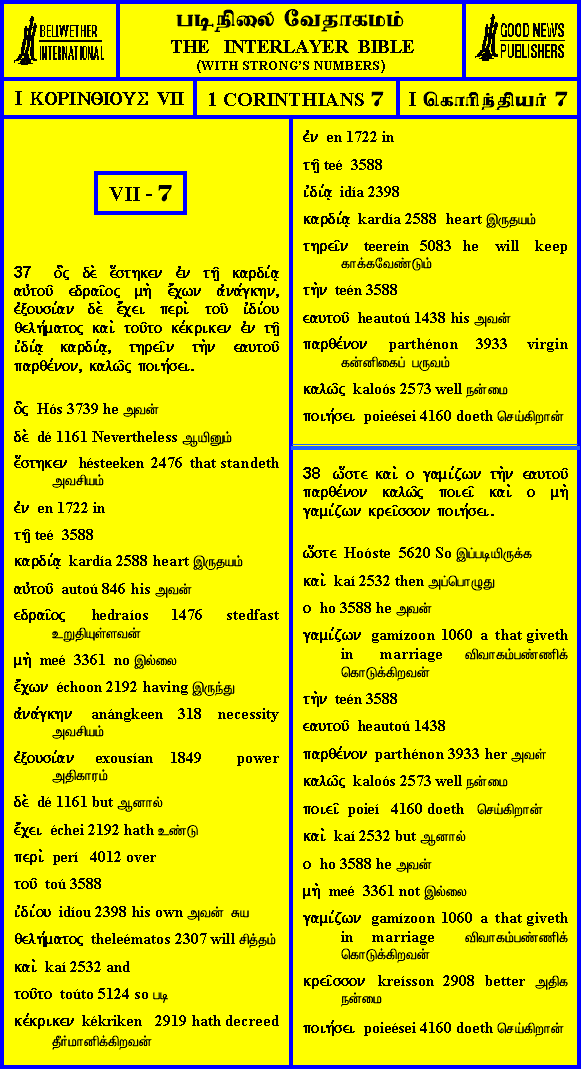 BELLWETHER
INTERNATIONAL
படிநிலை வேதாகமம்
THE INTERLAYER BIBLE
(WITH STRONG'S NUMBERS)
GOOD NEWS
PUBLISHERS
I ΚΟΡΙΝΘΙΟΥΣ VII
1 CORINTHIANS 7
I கொரிந்தியர் 7
VII - 7
37 ὃς δὲ ἕστηκεν ἐν τῇ καρδίᾳ
αὐτοῦ εδραῖος μὴ ἔχων ἀνάγκην,
ἐξουσίαν δὲ ἔχει περὶ τοῦ ἰδίου
θελήματος καὶ τοῦτο κέκρικεν ἐν τῇ
ἰδίᾳ καρδίᾳ, τηρεῖν τὴν εαυτοῦ
παρθένον, καλῶς ποιήσει.
ὃς Hós 3739 he அவன்
δὲ dé 1161 Nevertheless ஆயினும்
ἕστηκεν hésteeken 2476 that standeth
அவசியம்
ἐν en 1722 in
τῇ teé 3588
καρδίᾳ kardía 2588 heart இருதயம்
αὐτοῦ autoú 846 his அவன்
εδραῖος hedraíos 1476 stedfast
உறுதியுள்ளவன்
μὴ meé 3361 no இல்லை
ἔχων échoon 2192 having இருந்து
ἀνάγκην anángkeen 318 necessity
அவசியம்
ἐξουσίαν exousían 1849 power
அதிகாரம்
δὲ dé 1161 but ஆனால்
ἔχει échei 2192 hath உண்டு
περὶ perí 4012 over
τοῦ toú 3588
ἰδίου idíou 2398 his own அவன் சுய
θελήματος theleématos 2307 will சித்தம்
καὶ kaí 2532 and
τοῦτο toúto 5124 so படி
κέκρικεν kékriken 2919 hath decreed
தீர்மானிக்கிறவன்
ἐν en 1722 in
τῇ teé 3588
ἰδίᾳ idía 2398
καρδίᾳ kardía 2588 heart இருதயம்
τηρεῖν teereín 5083 he will keep
காக்கவேண்டும்
τὴν teén 3588
εαυτοῦ heautoú 1438 his அவன்
παρθένον parthénon 3933 virgin
கன்னிகைப் பருவம்
καλῶς kaloós 2573 well நன்மை
ποιήσει poieései 4160 doeth செய்கிறான்
38 ὥστε καὶ ο γαμίζων τὴν εαυτοῦ
παρθένον καλῶς ποιεῖ καὶ ο μὴ
γαμίζων κρεῖσσον ποιήσει.
ὥστε Hoóste 5620 So இப்படியிருக்க
καὶ kaí 2532 then அப்பொழுது
ο ho 3588 he அவன்
γαμίζων gamízoon 1060 a that giveth
in marriage விவாகம்பண்ணிக்
கொடுக்கிறவன்
τὴν teén 3588
εαυτοῦ heautoú 1438
παρθένον parthénon 3933 her அவள்
καλῶς kaloós 2573 well நன்மை
ποιεῖ poieí 4160 doeth செய்கிறான்
καὶ kaí 2532 but ஆனால்
ο ho 3588 he அவன்
μὴ meé 3361 not இல்லை
γαμίζων gamízoon 1060 a that giveth
in marriage விவாகம்பண்ணிக்
கொடுக்கிறவன்
κρεῖσσον kreísson 2908 better அதிக
நன்மை
ποιήσει poieései 4160 doeth செய்கிறான்